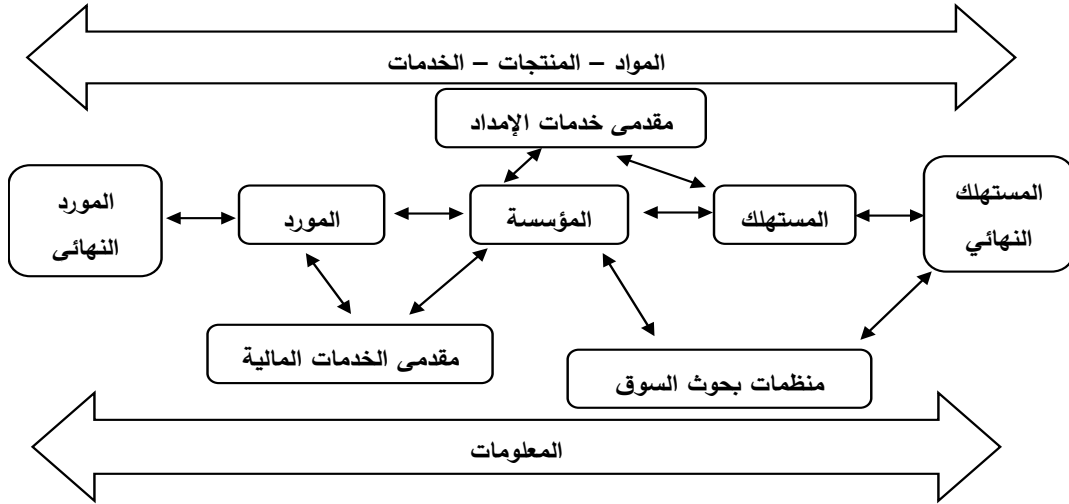 المواد – المنتجات – الخدمات
مقدمى خدمات الإمداد
المستهلك
النهائي
المستهلك
المؤسسة
المورد
المورد
النهائى
مقدمى الخدمات المالية
منظمات بحوث السوق
المعلومات